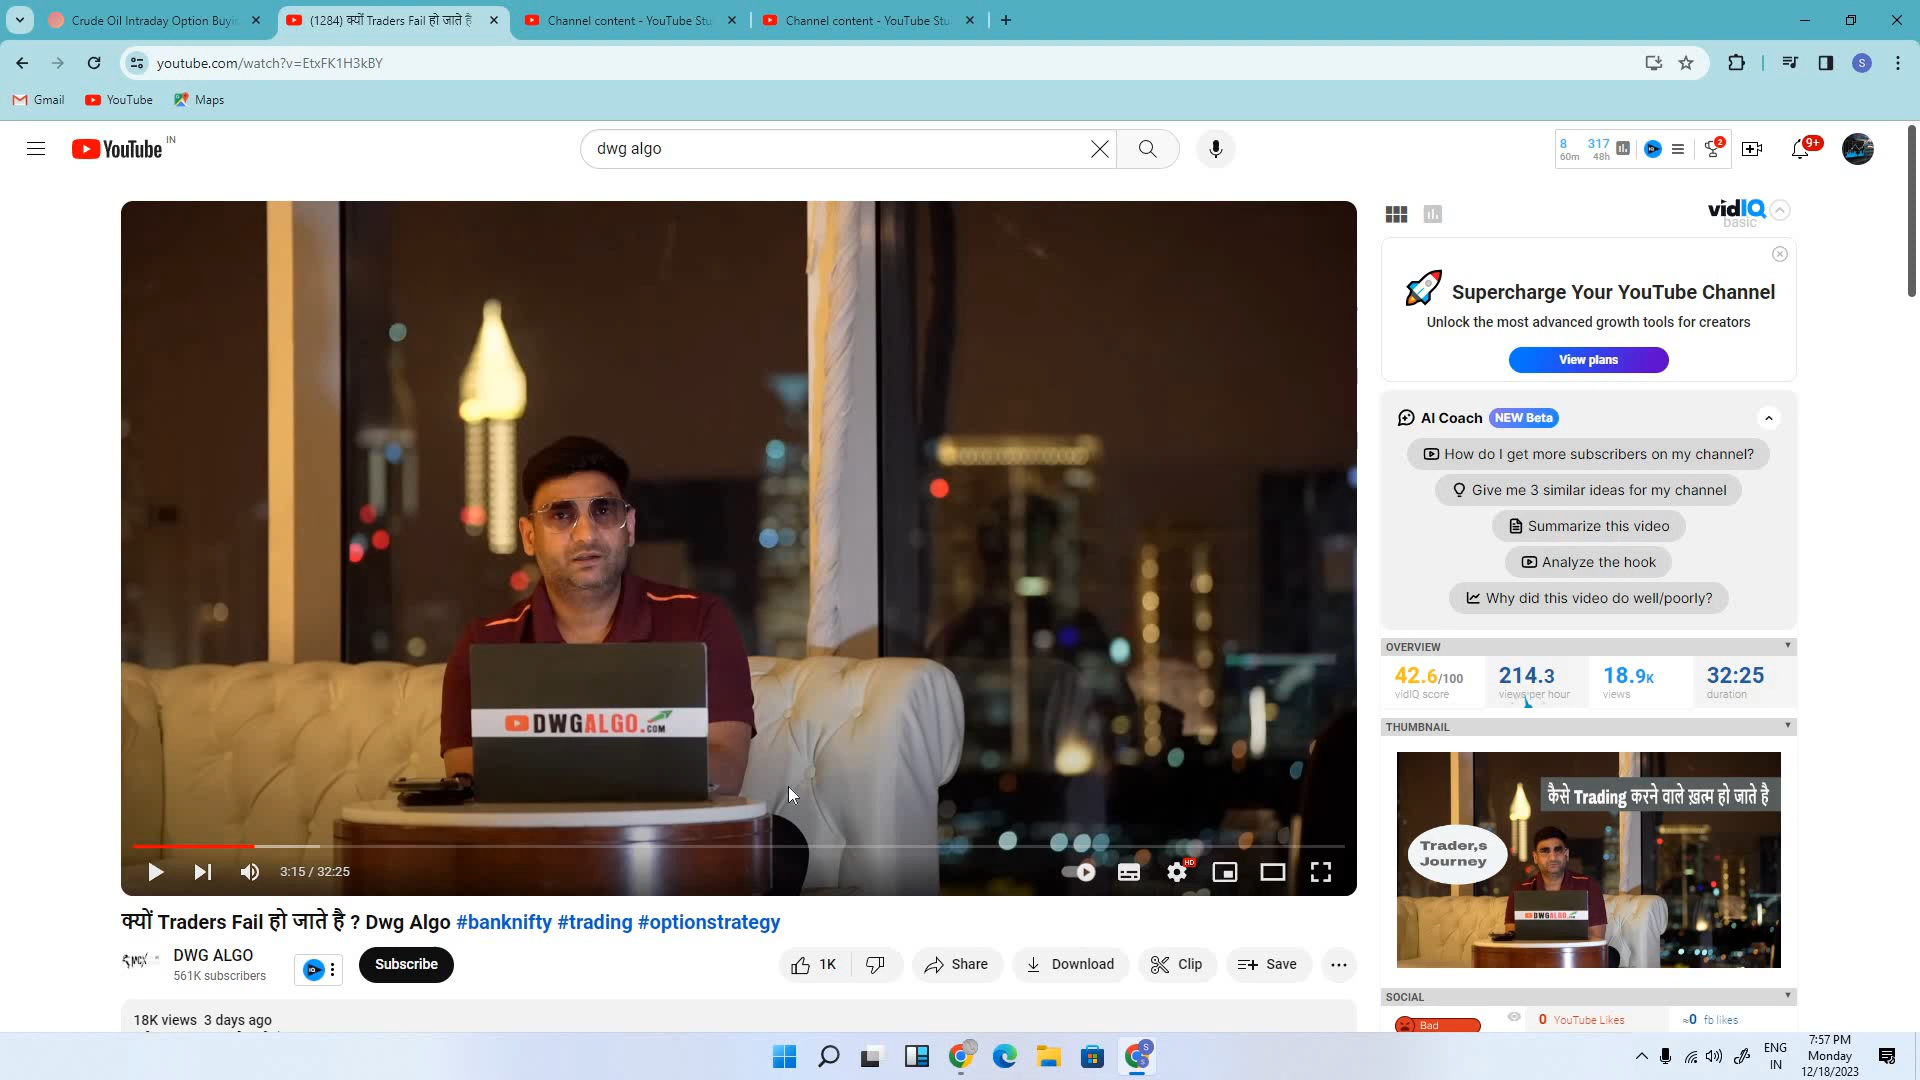 Crude Oil Intraday Option Buyi
(1284) क्यों Traders Fail हो जाते है
Channel content - YouTube Stu
Channel content - YouTube Stu
youtube.com/watch?v=EtxFK1H3kBY
S
Gmail
YouTube
Maps
YouTube IN
dwg algo
8 317
60m 48h
2
9+
vidIQ
basic
Supercharge Your YouTube Channel
Unlock the most advanced growth tools for creators
View plans
AI Coach NEW Beta
How do I get more subscribers on my channel?
Give me 3 similar ideas for my channel
Summarize this video
Analyze the hook
Why did this video do well/poorly?
OVERVIEW
42.6/100 214.3 18.9K 32:25
vidIQ score views per hour views duration
THUMBNAIL
कैसे Trading करने वाले ख़त्म हो जाते है
Trader,s
Journey
DWGALGO.COM
SOCIAL
Bad 0 YouTube Likes ≈0 fb likes
DWGALGO.COM
3:15 / 32:25
HD
क्यों Traders Fail हो जाते है ? Dwg Algo #banknifty #trading #optionstrategy
MCX
DWG ALGO
561K subscribers
Subscribe
1K
Share
Download
Clip
Save
18K views 3 days ago
S
ENG
IN
7:57 PM
Monday
12/18/2023